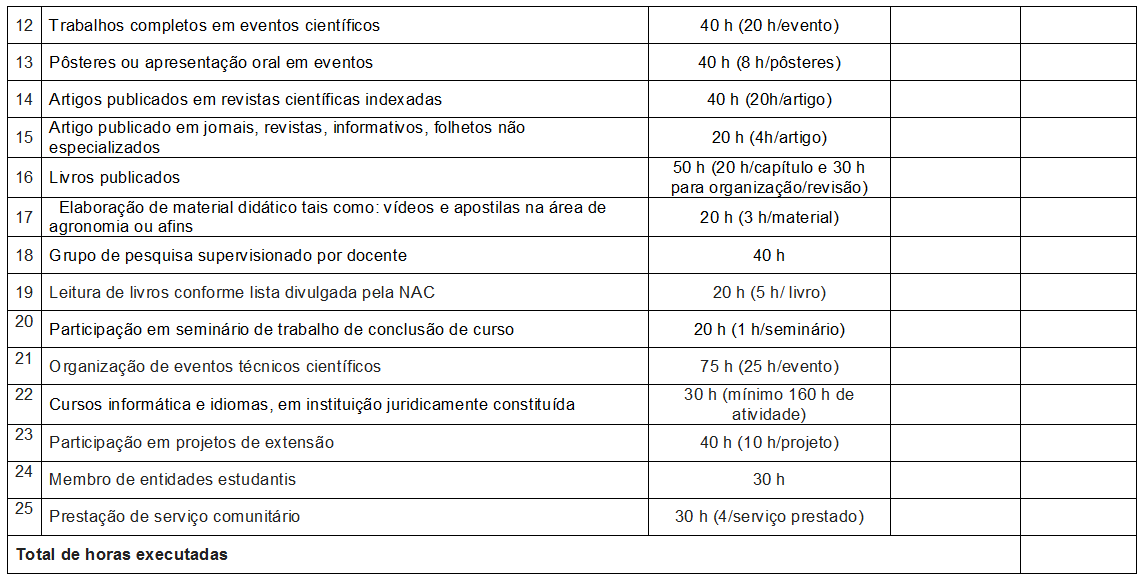 12 Trabalhos completos em eventos científicos 40 h (20 h/evento)
13 Pôsteres ou apresentação oral em eventos 40 h (8 h/pôsteres)
14 Artigos publicados em revistas científicas indexadas 40 h (20h/artigo)
15 Artigo publicado em jornais, revistas, informativos, folhetos não
especializados 20 h (4h/artigo)
16 Livros publicados 50 h (20 h/capítulo e 30 h
para organização/revisão)
17 Elaboração de material didático tais como: vídeos e apostilas na área de
agronomia ou afins 20 h (3 h/material)
18 Grupo de pesquisa supervisionado por docente 40 h
19 Leitura de livros conforme lista divulgada pela NAC 20 h (5 h/ livro)
20 Participação em seminário de trabalho de conclusão de curso 20 h (1 h/seminário)
21 Organização de eventos técnicos científicos 75 h (25 h/evento)
22 Cursos informática e idiomas, em instituição juridicamente constituída 30 h (mínimo 160 h de
atividade)
23 Participação em projetos de extensão 40 h (10 h/projeto)
24 Membro de entidades estudantis 30 h
25 Prestação de serviço comunitário 30 h (4/serviço prestado)
Total de horas executadas